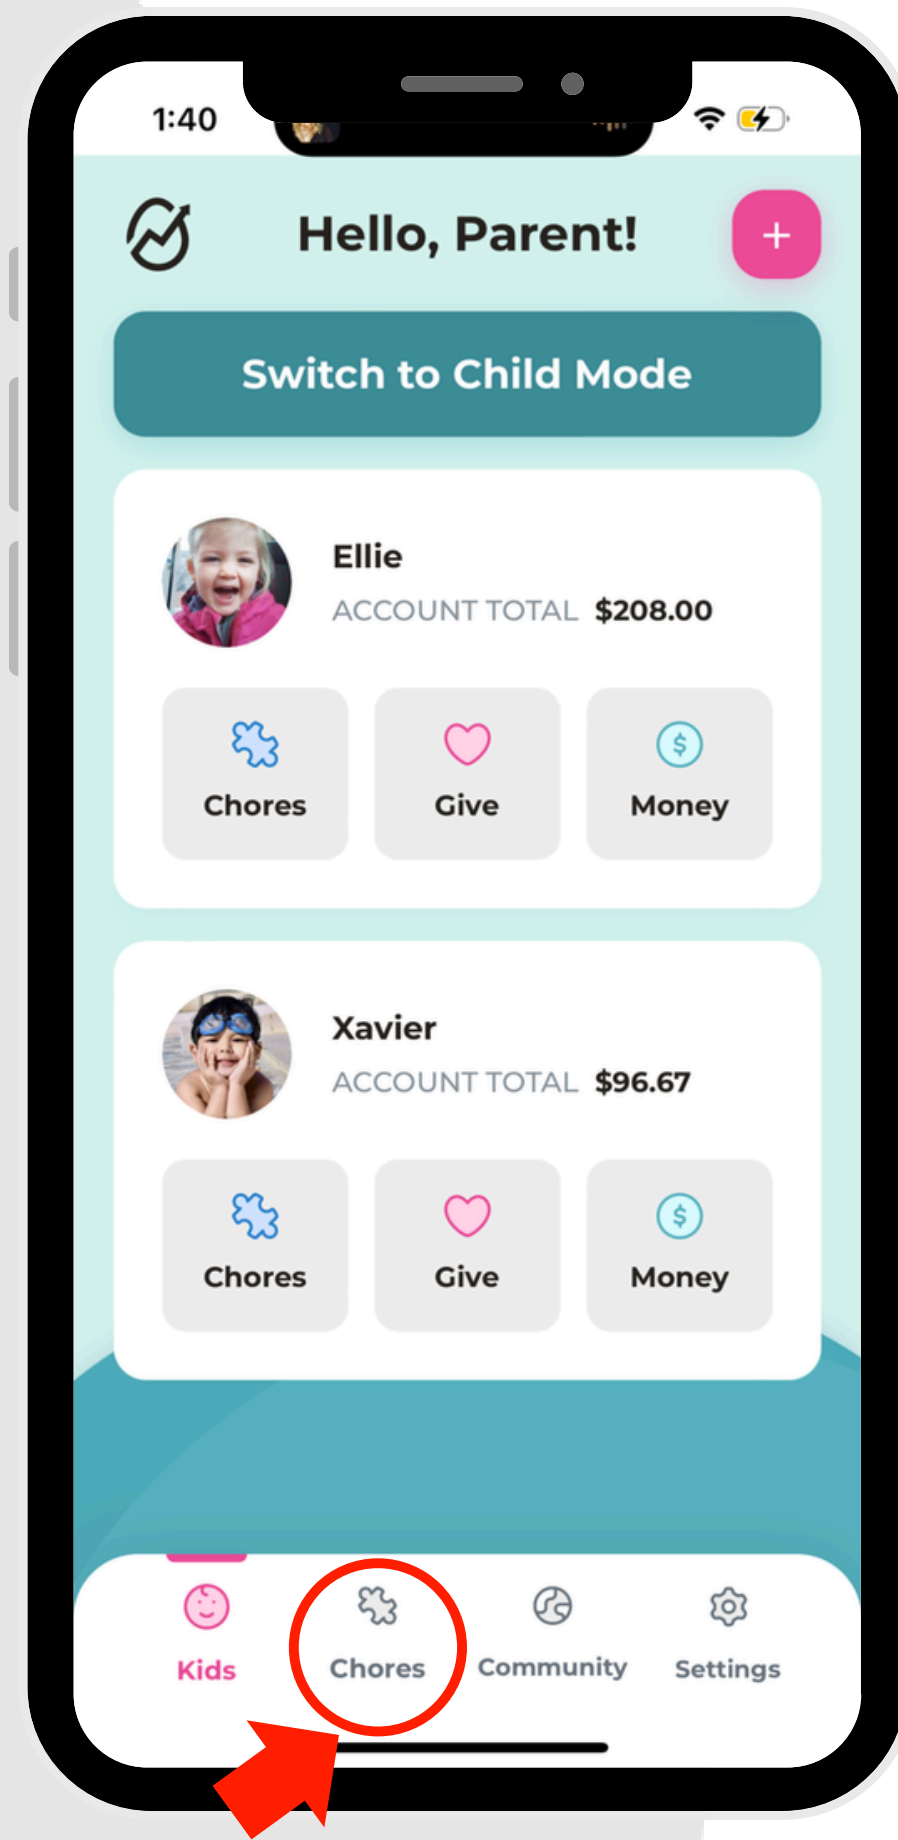 1:40
Hello, Parent!
+
Switch to Child Mode
Ellie
ACCOUNT TOTAL $208.00
Chores Give Money
Xavier
ACCOUNT TOTAL $96.67
Chores Give Money
Kids Chores Community Settings